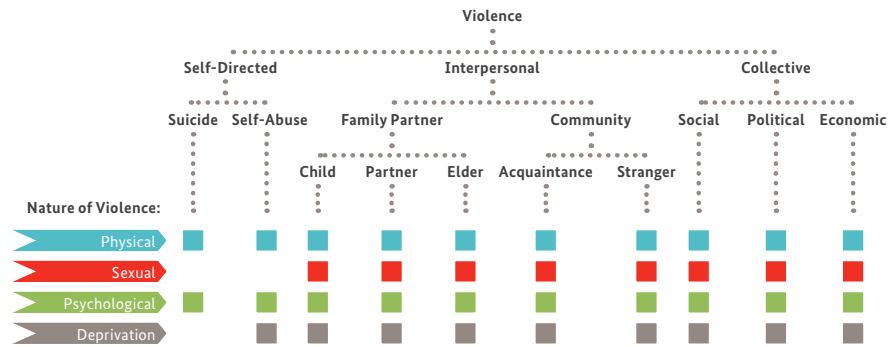 Violence
Self-Directed Interpersonal Collective
Suicide Self-Abuse Family Partner Community Social Political Economic
Child Partner Elder Acquaintance Stranger
Nature of Violence:
Physical
Sexual
Psychological
Deprivation